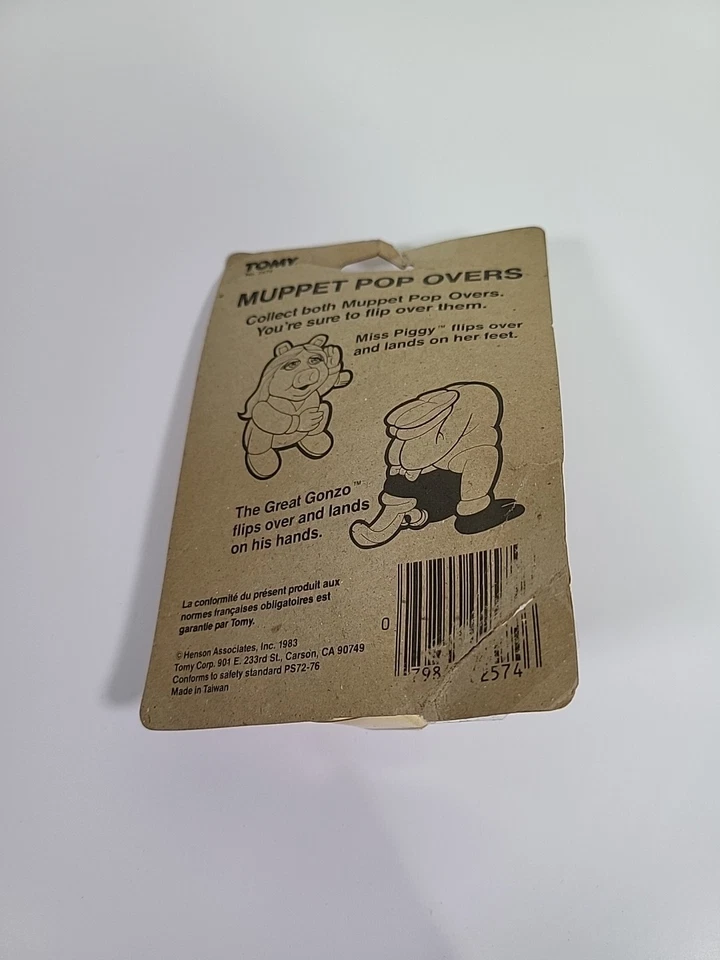 TOMY
MUPPET POP OVERS
Collect both Muppet Pop Overs.
You're sure to flip over them.
Miss Piggy™ flips over
and lands on her feet.
The Great Gonzo™
flips over and lands
on his hands.
La conformité du présent produit aux
normes françaises obligatoires est
garantie par Tomy.
© Henson Associates, Inc. 1983
Tomy Corp. 901 E. 233rd St., Carson, CA 90749
Conforms to safety standard PS72-76
Made in Taiwan
0
2574